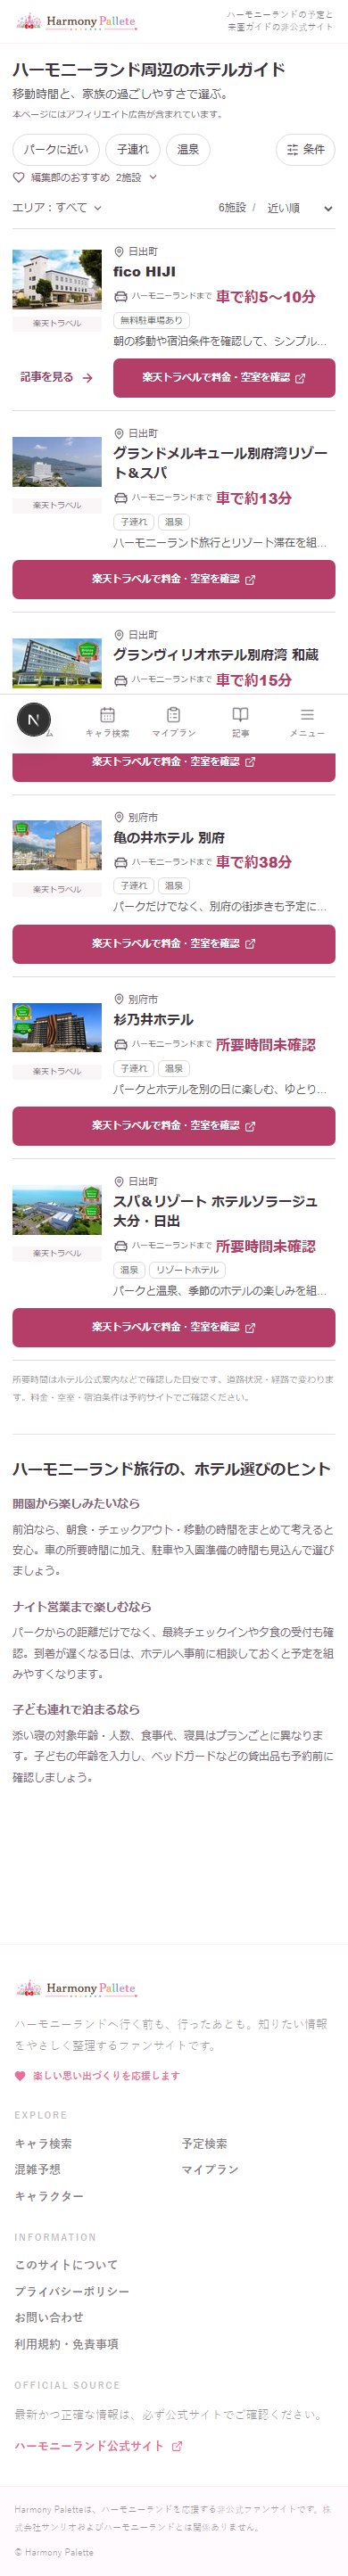 Harmony Pallete
ハーモニーランドの予定と
来園ガイドの非公式サイト
ハーモニーランド周辺のホテルガイド
移動時間と、家族の過ごしやすさで選ぶ。
本ページにはアフィリエイト広告が含まれています。
パークに近い
子連れ
温泉
条件
編集部のおすすめ 2施設
エリア：すべて
6施設 / 近い順
日出町
fico HIJI
ハーモニーランドまで 車で約5〜10分
楽天トラベル
無料駐車場あり
朝の移動や宿泊条件を確認して、シンプル...
記事を見る
楽天トラベルで料金・空室を確認
日出町
グランドメルキュール別府湾リゾー
ト＆スパ
ハーモニーランドまで 車で約13分
楽天トラベル
子連れ 温泉
ハーモニーランド旅行とリゾート滞在を組...
楽天トラベルで料金・空室を確認
日出町
グランヴィリオホテル別府湾 和蔵
ハーモニーランドまで 車で約15分
N
ム
キャラ検索
マイプラン
記事
メニュー
楽天トラベルで料金・空室を確認
別府市
亀の井ホテル 別府
ハーモニーランドまで 車で約38分
楽天トラベル
子連れ 温泉
パークだけでなく、別府の街歩きも予定に...
楽天トラベルで料金・空室を確認
別府市
杉乃井ホテル
ハーモニーランドまで 所要時間未確認
楽天トラベル
子連れ 温泉
パークとホテルを別の日に楽しむ、ゆとり...
楽天トラベルで料金・空室を確認
日出町
スパ＆リゾート ホテルソラージュ
大分・日出
ハーモニーランドまで 所要時間未確認
楽天トラベル
温泉 リゾートホテル
パークと温泉、季節のホテルの楽しみを組...
楽天トラベルで料金・空室を確認
所要時間はホテル公式案内などで確認した目安です。道路状況・経路で変わりま
す。料金・空室・宿泊条件は予約サイトでご確認ください。
ハーモニーランド旅行の、ホテル選びのヒント
開園から楽しみたいなら
前泊なら、朝食・チェックアウト・移動の時間をまとめて考えると
安心。車の所要時間に加え、駐車や入園準備の時間も見込んで選び
ましょう。
ナイト営業まで楽しむなら
パークからの距離だけでなく、最終チェックインや夕食の受付も確
認。到着が遅くなる日は、ホテルへ事前に相談しておくと予定を組
みやすくなります。
子ども連れで泊まるなら
添い寝の対象年齢・人数、食事代、寝具はプランごとに異なりま
す。子どもの年齢を入力し、ベッドガードなどの貸出品も予約前に
確認しましょう。
Harmony Pallete
ハーモニーランドへ行く前も、行ったあとも。知りたい情報
をやさしく整理するファンサイトです。
楽しい思い出づくりを応援します
EXPLORE
キャラ検索
予定検索
混雑予想
マイプラン
キャラクター
INFORMATION
このサイトについて
プライバシーポリシー
お問い合わせ
利用規約・免責事項
OFFICIAL SOURCE
最新かつ正確な情報は、必ず公式サイトでご確認ください。
ハーモニーランド公式サイト
Harmony Paletteは、ハーモニーランドを応援する非公式ファンサイトです。株
式会社サンリオおよびハーモニーランドとは関係ありません。
© Harmony Palette